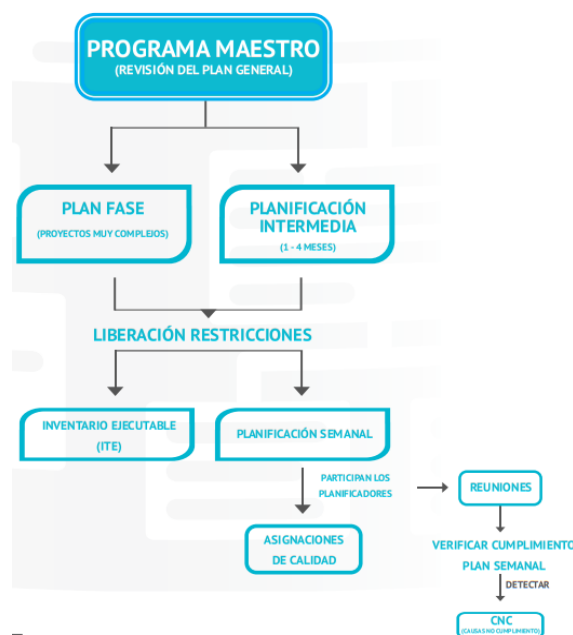 PROGRAMA MAESTRO
(REVISIÓN DEL PLAN GENERAL)
PLAN FASE
(PROYECTOS MUY COMPLEJOS)
PLANIFICACIÓN
INTERMEDIA
(1 - 4 MESES)
LIBERACIÓN RESTRICCIONES
INVENTARIO EJECUTABLE
(ITE)
PLANIFICACIÓN SEMANAL
PARTICIPAN LOS
PLANIFICADORES
REUNIONES
ASIGNACIONES
DE CALIDAD
VERIFICAR CUMPLIMIENTO
PLAN SEMANAL
DETECTAR
CNC
(CAUSAS NO CUMPLIMIENTO)